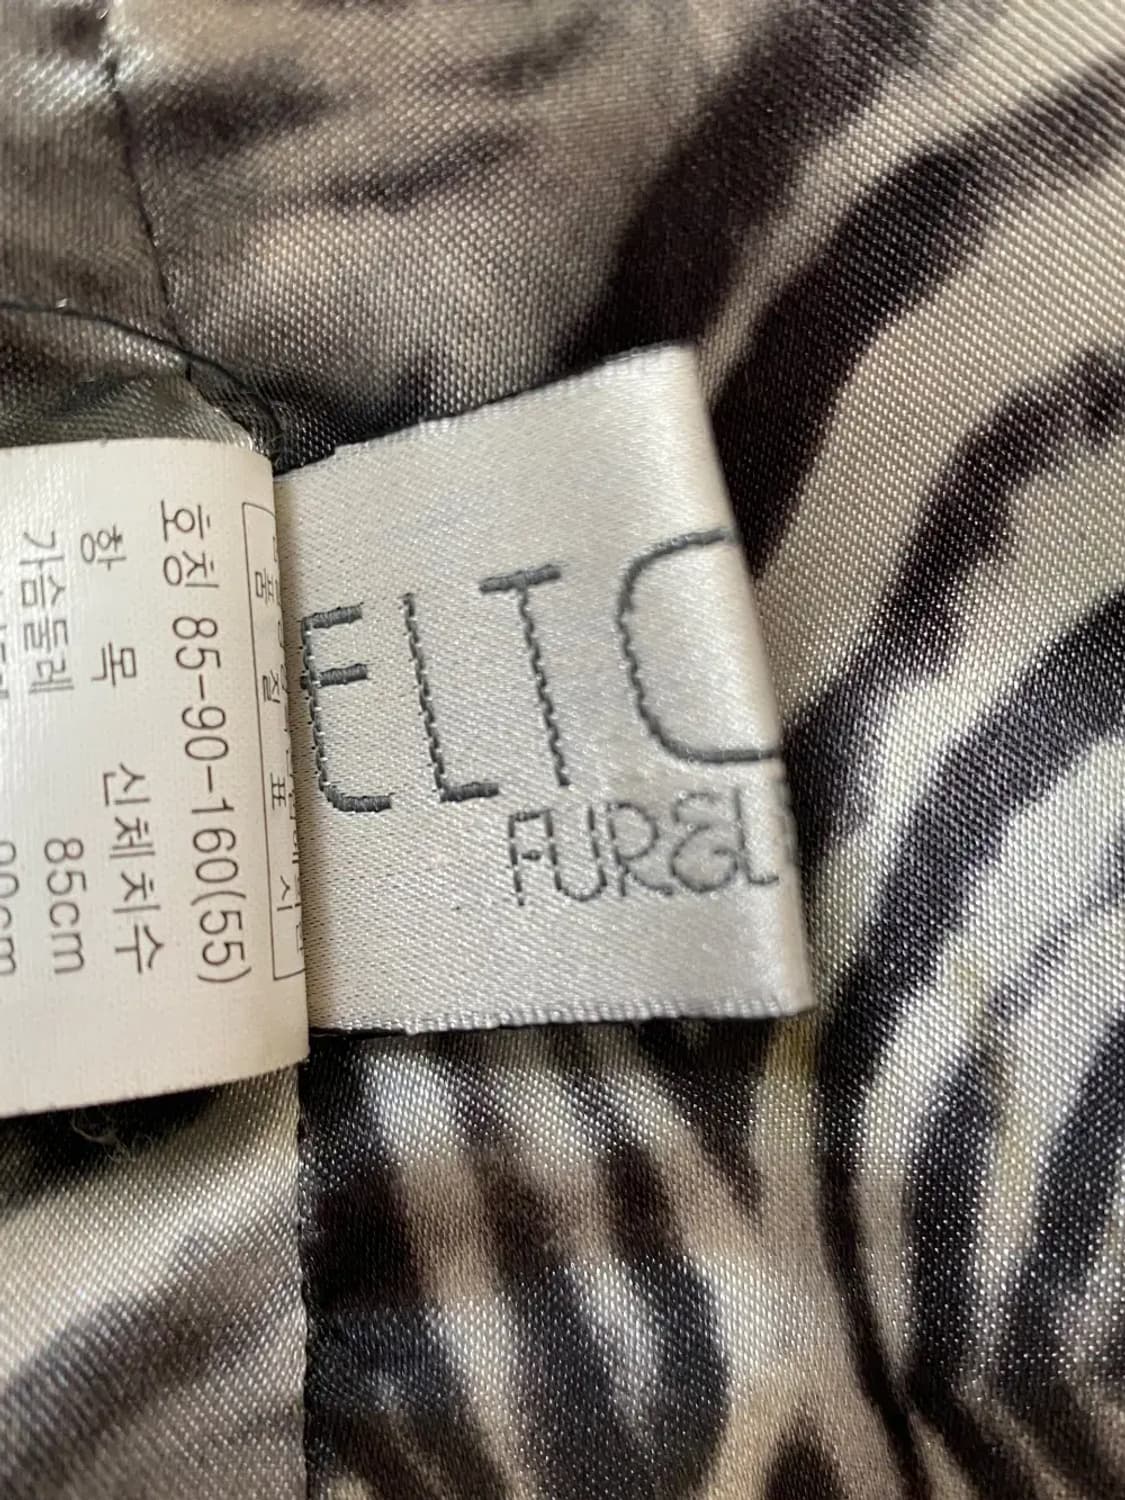 ELTC
FUR&L
호칭 85-90-160(55)
항 목 신체치수
가슴둘레 85cm
90cm